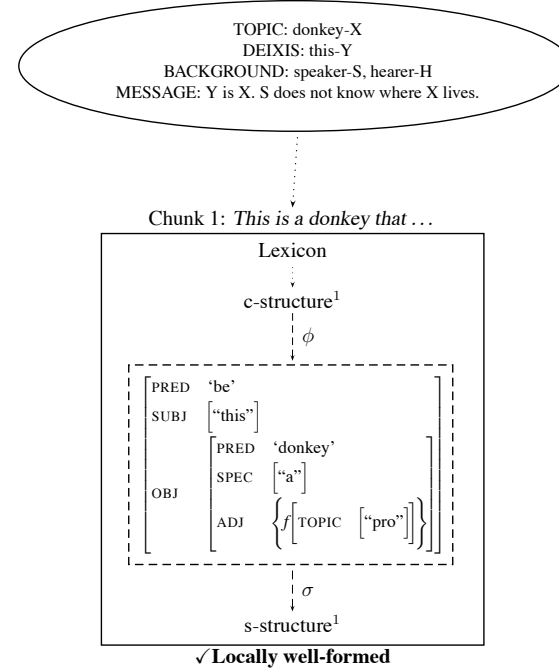 TOPIC: donkey-X
DEIXIS: this-Y
BACKGROUND: speaker-S, hearer-H
MESSAGE: Y is X. S does not know where X lives.
Chunk 1: This is a donkey that ...
Lexicon
c-structure¹
ϕ
PRED ‘be’
SUBJ [“this”]
OBJ
PRED ‘donkey’
SPEC [“a”]
ADJ {f[TOPIC [“pro”]]}
σ
s-structure¹
✓Locally well-formed